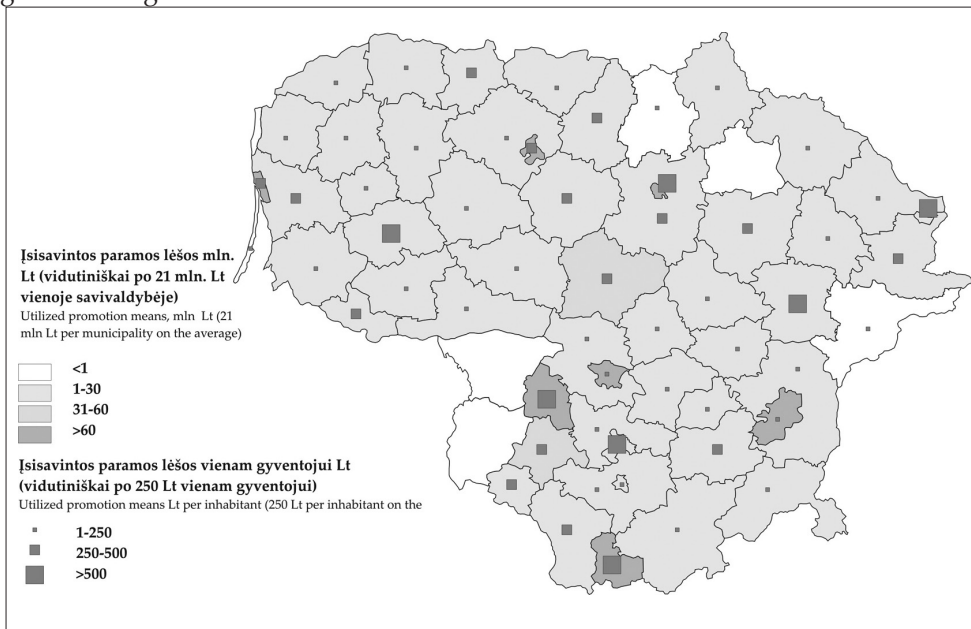 Įsisavintos paramos lėšos mln.
Lt (vidutiniškai po 21 mln. Lt
vienoje savivaldybėje)
Utilized promotion means, mln Lt (21
mln Lt per municipality on the average)
<1
1-30
31-60
>60
Įsisavintos paramos lėšos vienam gyventojui Lt
(vidutiniškai po 250 Lt vienam gyventojui)
Utilized promotion means Lt per inhabitant (250 Lt per inhabitant on the
1-250
250-500
>500